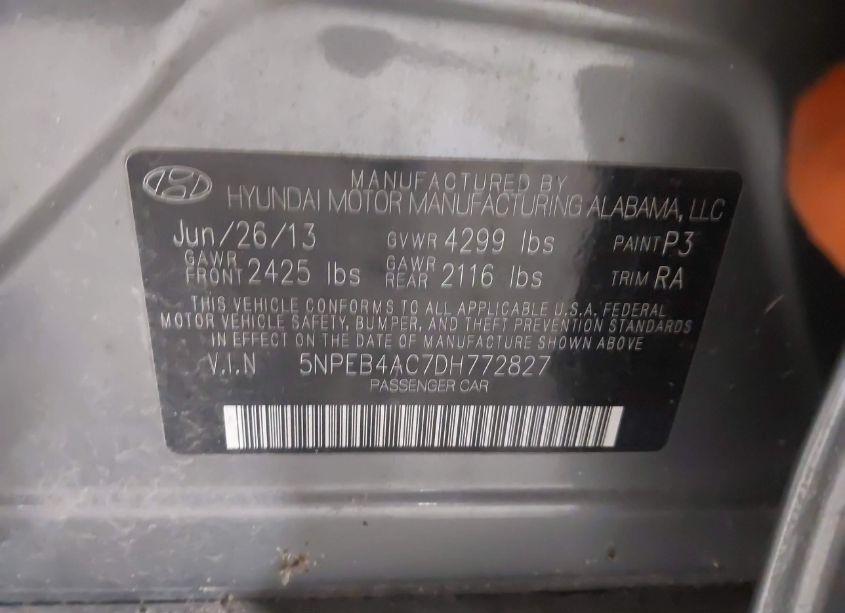 MANUFACTURED BY
HYUNDAI MOTOR MANUFACTURING ALABAMA, LLC
Jun/26/13 GVWR 4299 lbs PAINT P3
GAWR FRONT 2425 lbs GAWR REAR 2116 lbs TRIM RA
THIS VEHICLE CONFORMS TO ALL APPLICABLE U.S.A. FEDERAL
MOTOR VEHICLE SAFETY, BUMPER, AND THEFT PREVENTION STANDARDS
IN EFFECT ON THE DATE OF MANUFACTURE SHOWN ABOVE
V.I.N 5NPEB4AC7DH772827
PASSENGER CAR